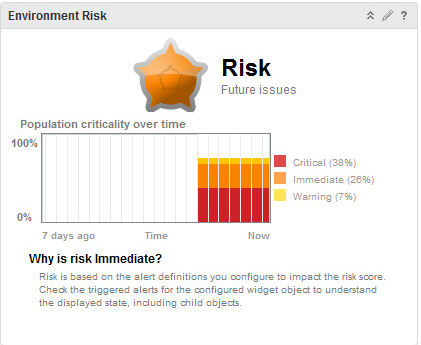 Environment Risk
?
Risk
Future issues
Population criticality over time
100%
0%
Critical (38%)
Immediate (26%)
Warning (7%)
7 days ago Time Now
Why is risk Immediate?
Risk is based on the alert definitions you configure to impact the risk score.
Check the triggered alerts for the configured widget object to understand
the displayed state, including child objects.